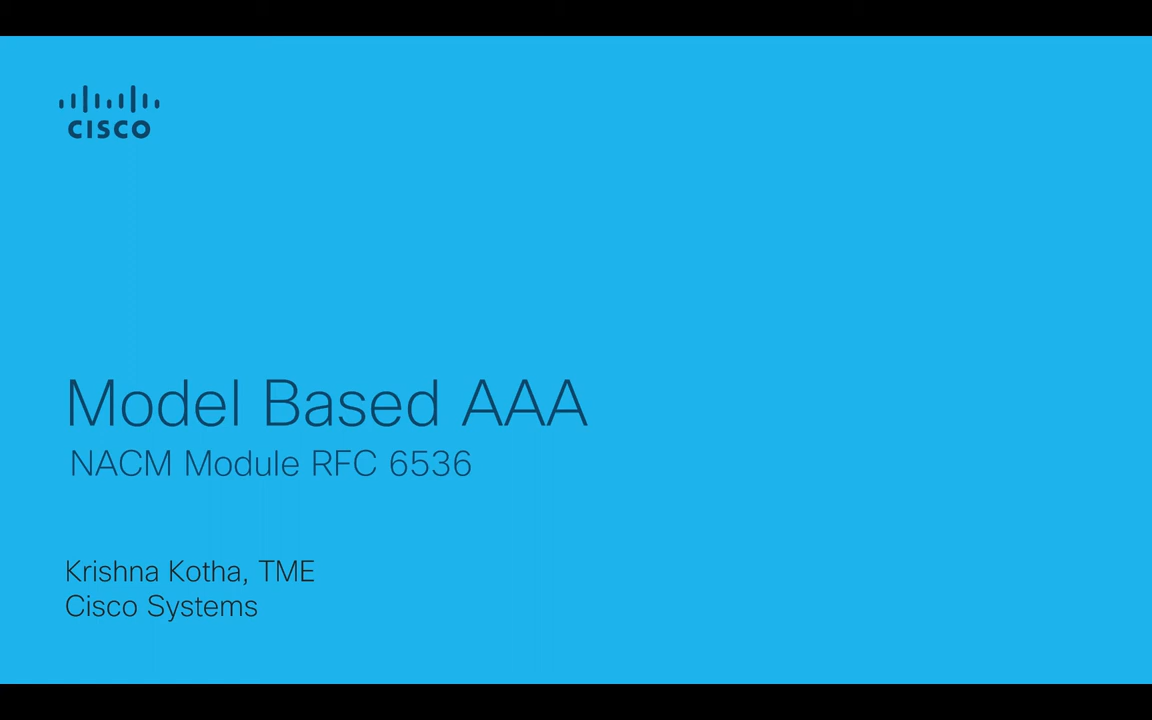 CISCO
Model Based AAA
NACM Module RFC 6536
Krishna Kotha, TME
Cisco Systems